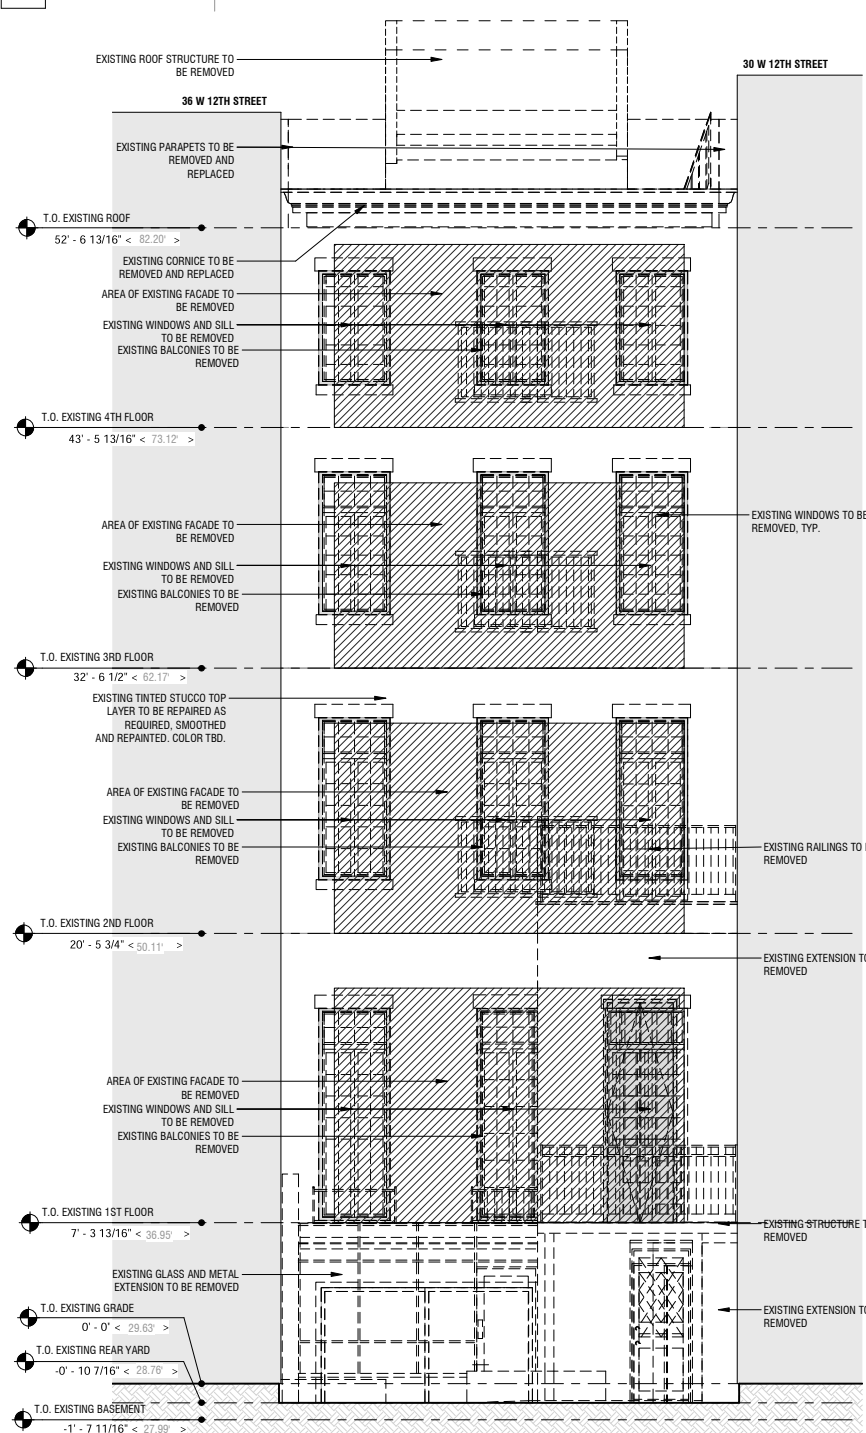 EXISTING ROOF STRUCTURE TO
BE REMOVED
30 W 12TH STREET
36 W 12TH STREET
EXISTING PARAPETS TO BE
REMOVED AND
REPLACED
T.O. EXISTING ROOF
52' - 6 13/16" < 82.20' >
EXISTING CORNICE TO BE
REMOVED AND REPLACED
AREA OF EXISTING FACADE TO
BE REMOVED
EXISTING WINDOWS AND SILL
TO BE REMOVED
EXISTING BALCONIES TO BE
REMOVED
T.O. EXISTING 4TH FLOOR
43' - 5 13/16" < 73.12' >
EXISTING WINDOWS TO BE
REMOVED, TYP.
AREA OF EXISTING FACADE TO
BE REMOVED
EXISTING WINDOWS AND SILL
TO BE REMOVED
EXISTING BALCONIES TO BE
REMOVED
T.O. EXISTING 3RD FLOOR
32' - 6 1/2" < 62.17' >
EXISTING TINTED STUCCO TOP
LAYER TO BE REPAIRED AS
REQUIRED, SMOOTHED
AND REPAINTED. COLOR TBD.
AREA OF EXISTING FACADE TO
BE REMOVED
EXISTING WINDOWS AND SILL
TO BE REMOVED
EXISTING BALCONIES TO BE
REMOVED
EXISTING RAILINGS TO
REMOVED
T.O. EXISTING 2ND FLOOR
20' - 5 3/4" < 50.11' >
EXISTING EXTENSION TO
REMOVED
AREA OF EXISTING FACADE TO
BE REMOVED
EXISTING WINDOWS AND SILL
TO BE REMOVED
EXISTING BALCONIES TO BE
REMOVED
T.O. EXISTING 1ST FLOOR
7' - 3 13/16" < 36.95' >
EXISTING STRUCTURE T
REMOVED
EXISTING GLASS AND METAL
EXTENSION TO BE REMOVED
EXISTING EXTENSION TO
REMOVED
T.O. EXISTING GRADE
0' - 0" < 29.63' >
T.O. EXISTING REAR YARD
-0' - 10 7/16" < 28.76' >
T.O. EXISTING BASEMENT
-1' - 7 11/16" < 27.99' >